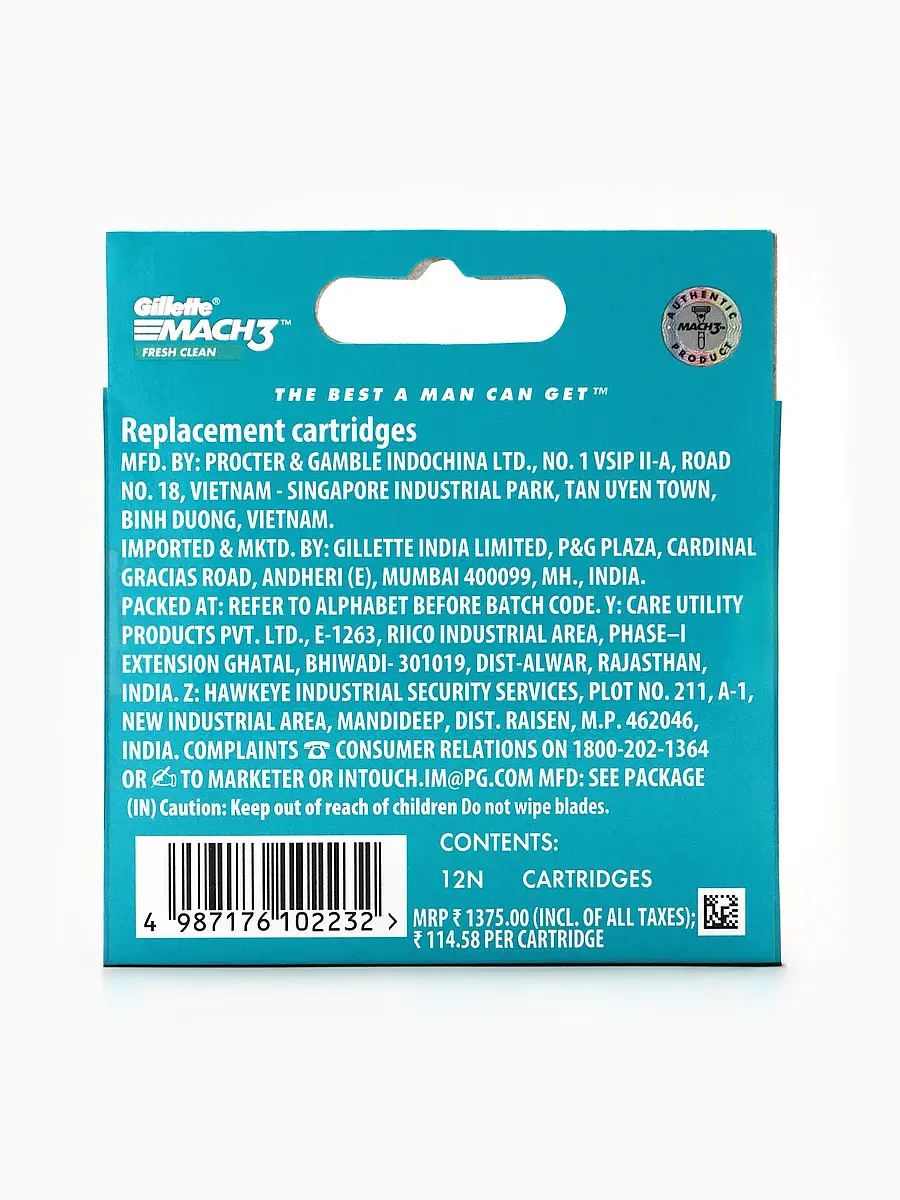 Gillette®
MACH3™
FRESH CLEAN
AUTHENTIC
MACH3™
PRODUCT
THE BEST A MAN CAN GET™
Replacement cartridges
MFD. BY: PROCTER & GAMBLE INDOCHINA LTD., NO. 1 VSIP II-A, ROAD
NO. 18, VIETNAM - SINGAPORE INDUSTRIAL PARK, TAN UYEN TOWN,
BINH DUONG, VIETNAM.
IMPORTED & MKTD. BY: GILLETTE INDIA LIMITED, P&G PLAZA, CARDINAL
GRACIAS ROAD, ANDHERI (E), MUMBAI 400099, MH., INDIA.
PACKED AT: REFER TO ALPHABET BEFORE BATCH CODE. Y: CARE UTILITY
PRODUCTS PVT. LTD., E-1263, RIICO INDUSTRIAL AREA, PHASE–I
EXTENSION GHATAL, BHIWADI- 301019, DIST-ALWAR, RAJASTHAN,
INDIA. Z: HAWKEYE INDUSTRIAL SECURITY SERVICES, PLOT NO. 211, A-1,
NEW INDUSTRIAL AREA, MANDIDEEP, DIST. RAISEN, M.P. 462046,
INDIA. COMPLAINTS ☎ CONSUMER RELATIONS ON 1800-202-1364
OR ✍ TO MARKETER OR INTOUCH.IM@PG.COM MFD: SEE PACKAGE
(IN) Caution: Keep out of reach of children Do not wipe blades.
CONTENTS:
12N CARTRIDGES
MRP ₹ 1375.00 (INCL. OF ALL TAXES);
₹ 114.58 PER CARTRIDGE
4 987176 102232 >